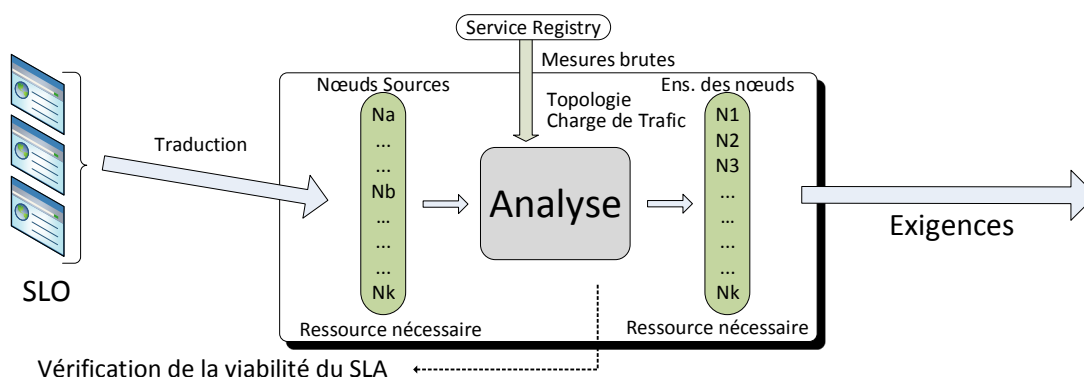 Service Registry
Mesures brutes
Nœuds Sources
Ens. des nœuds
Topologie
Charge de Trafic
Traduction
Na
...
...
Nb
...
...
...
Nk
Analyse
N1
N2
N3
...
...
...
...
Nk
Exigences
SLO
Ressource nécessaire
Ressource nécessaire
Vérification de la viabilité du SLA